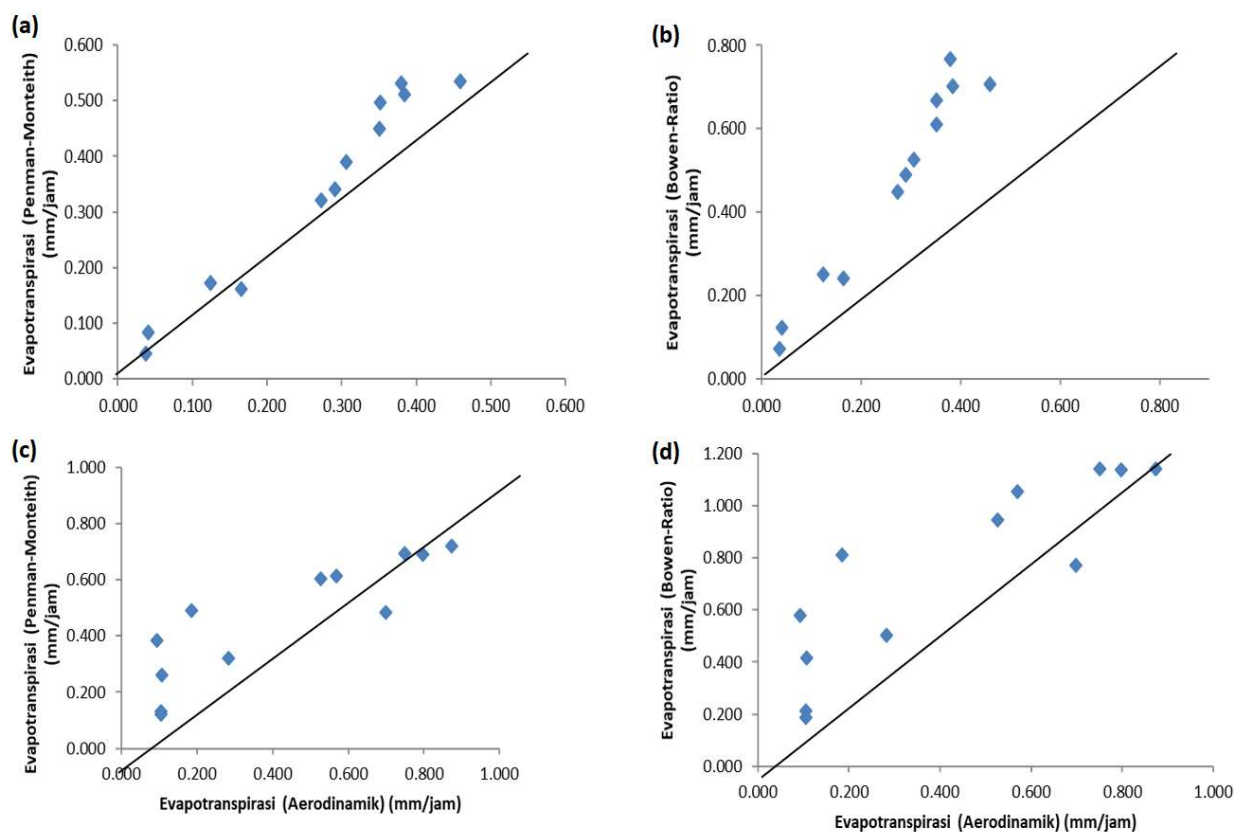 (a)
Evapotranspirasi (Penman-Monteith)
(mm/jam)
0.600
0.500
0.400
0.300
0.200
0.100
0.000
0.000 0.100 0.200 0.300 0.400 0.500 0.600
(b)
Evapotranspirasi (Bowen-Ratio)
(mm/jam)
0.800
0.600
0.400
0.200
0.000
0.000 0.200 0.400 0.600 0.800
(c)
Evapotranspirasi (Penman-Monteith)
(mm/jam)
1.000
0.800
0.600
0.400
0.200
0.000
0.000 0.200 0.400 0.600 0.800 1.000
Evapotranspirasi (Aerodinamik) (mm/jam)
(d)
Evapotranspirasi (Bowen-Ratio)
(mm/jam)
1.200
1.000
0.800
0.600
0.400
0.200
0.000
0.000 0.200 0.400 0.600 0.800 1.000
Evapotranspirasi (Aerodinamik) (mm/jam)